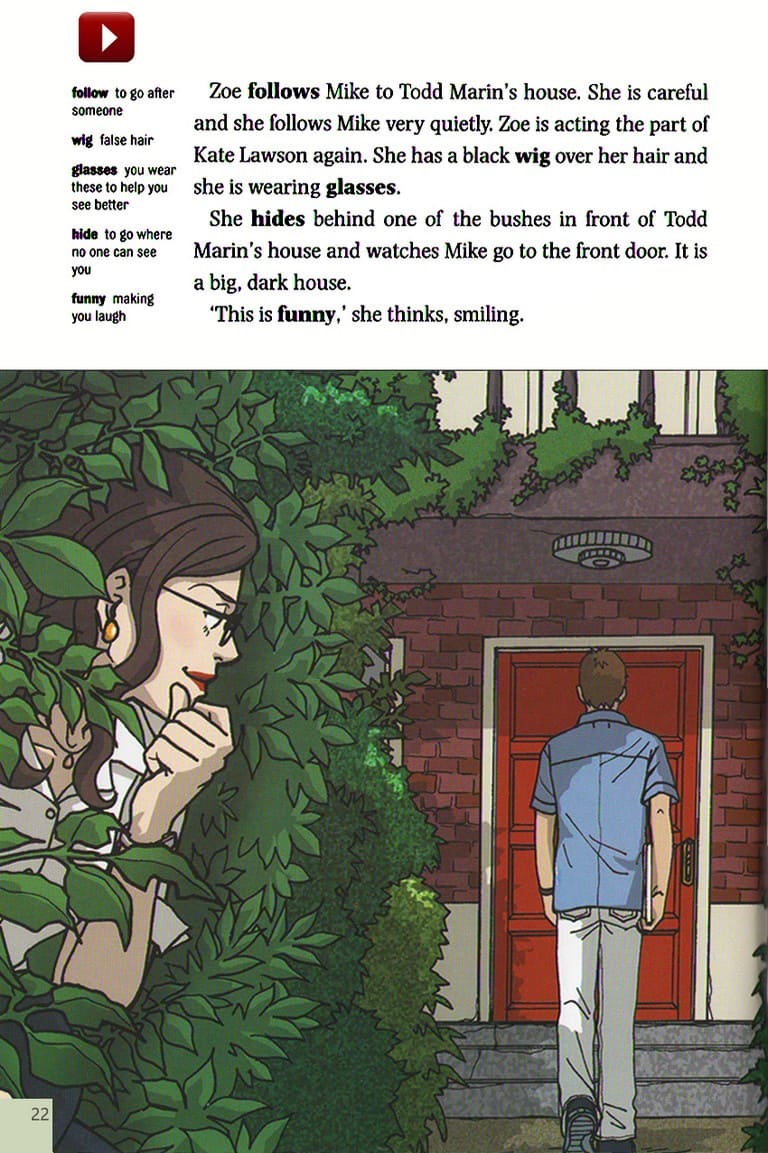 follow to go after
someone
wig false hair
glasses you wear
these to help you
see better
hide to go where
no one can see
you
funny making
you laugh
Zoe follows Mike to Todd Marin's house. She is careful
and she follows Mike very quietly. Zoe is acting the part of
Kate Lawson again. She has a black wig over her hair and
she is wearing glasses.
She hides behind one of the bushes in front of Todd
Marin's house and watches Mike go to the front door. It is
a big, dark house.
'This is funny,' she thinks, smiling.
22